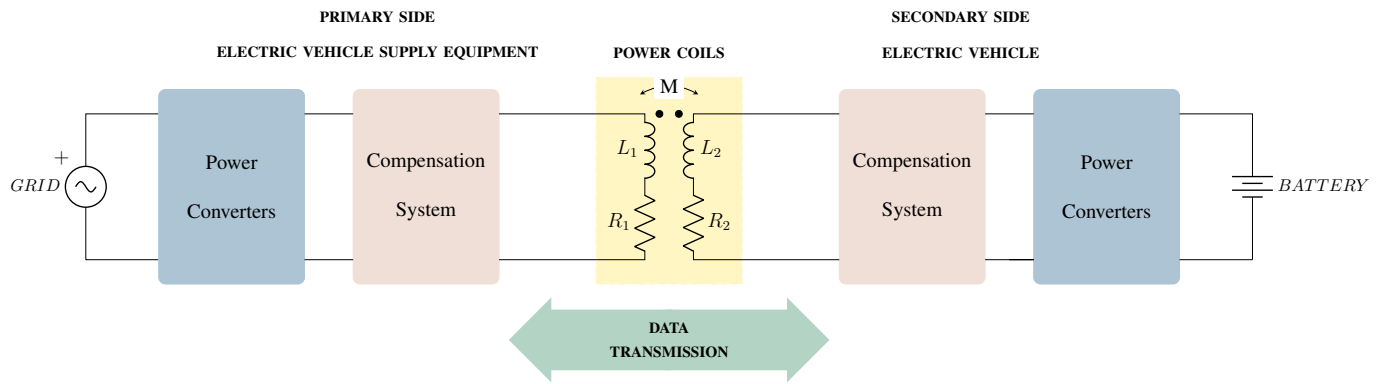 PRIMARY SIDE
ELECTRIC VEHICLE SUPPLY EQUIPMENT
POWER COILS
SECONDARY SIDE
ELECTRIC VEHICLE
M
+
GRID
Power
Converters
Compensation
System
L1
R1
L2
R2
Compensation
System
Power
Converters
BATTERY
DATA
TRANSMISSION